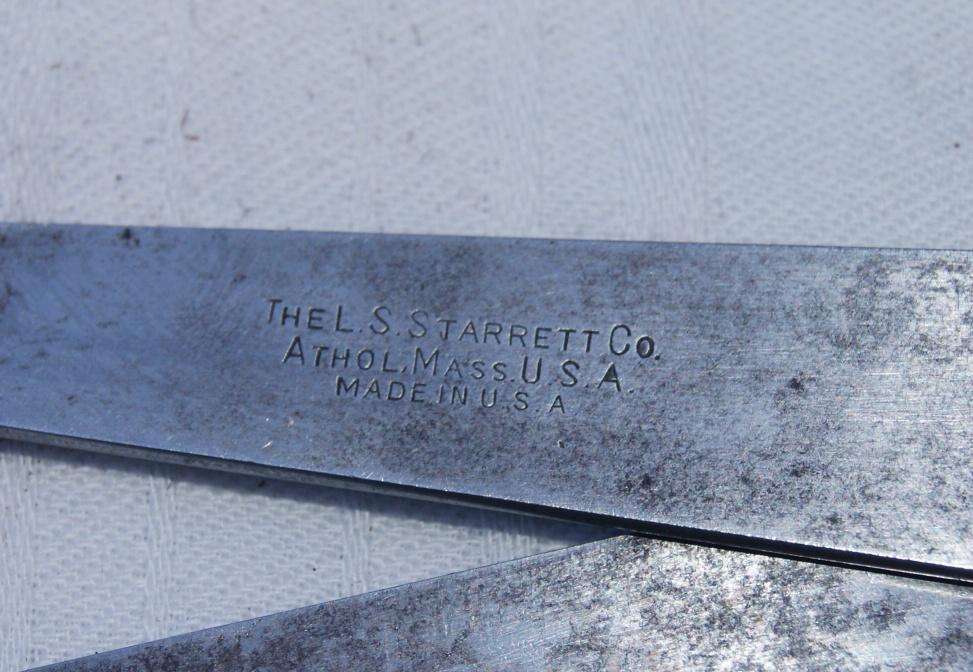 THE L.S. STARRETT CO.
ATHOL, MASS. U.S.A.
MADE IN U.S.A